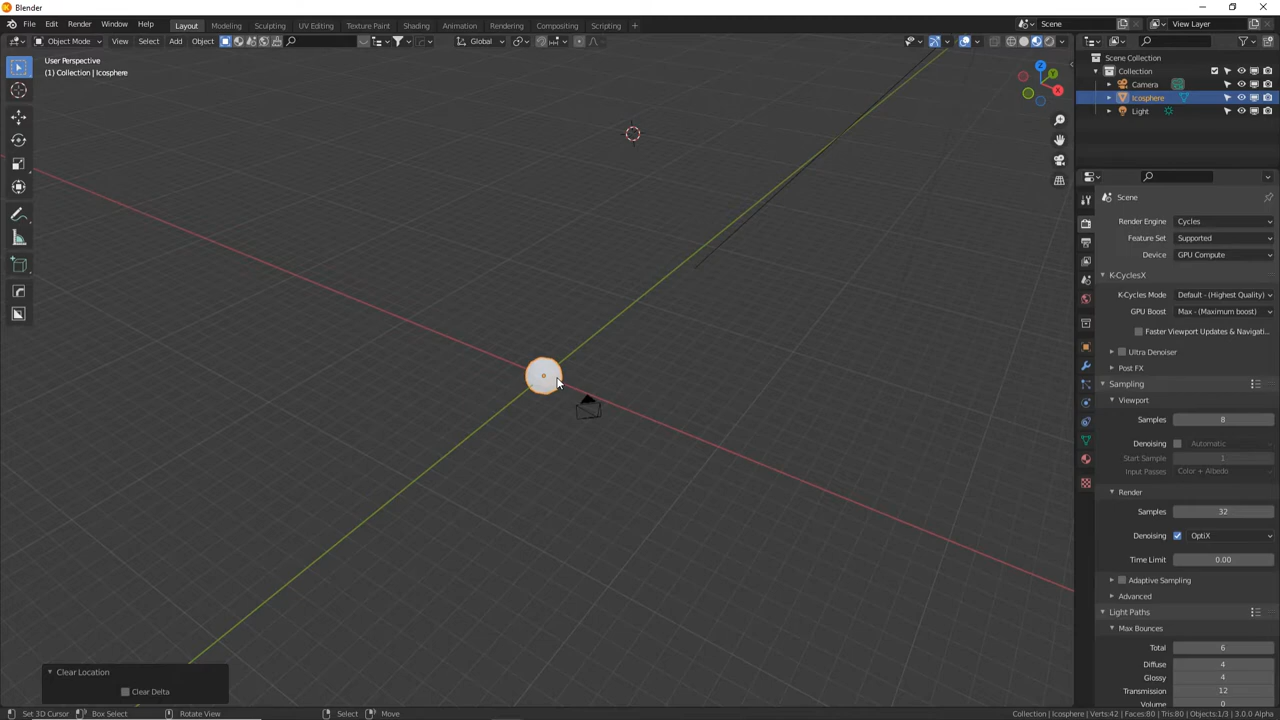 Blender
File Edit Render Window Help Layout Modeling Sculpting UV Editing Texture Paint Shading Animation Rendering Compositing Scripting + Scene View Layer
Object Mode View Select Add Object Global
User Perspective
(1) Collection | Icosphere
Z
Y
X
Scene Collection
Collection
Camera
Icosphere
Light
Scene
Render Engine Cycles
Feature Set Supported
Device GPU Compute
K-CyclesX
K-Cycles Mode Default - (Highest Quality)
GPU Boost Max - (Maximum boost)
Faster Viewport Updates & Navigati...
Ultra Denoiser
Post FX
Sampling
Viewport
Samples 8
Denoising Automatic
Start Sample 1
Input Passes Color + Albedo
Render
Samples 32
Denoising OptiX
Time Limit 0.00
Adaptive Sampling
Advanced
Light Paths
Max Bounces
Total 6
Diffuse 4
Glossy 4
Transmission 12
Volume 0
Clear Location
Clear Delta
Set 3D Cursor Box Select Rotate View Select Move Collection | Icosphere | Verts:42 | Faces:80 | Tris:80 | Objects:1/3 | 3.0.0 Alpha